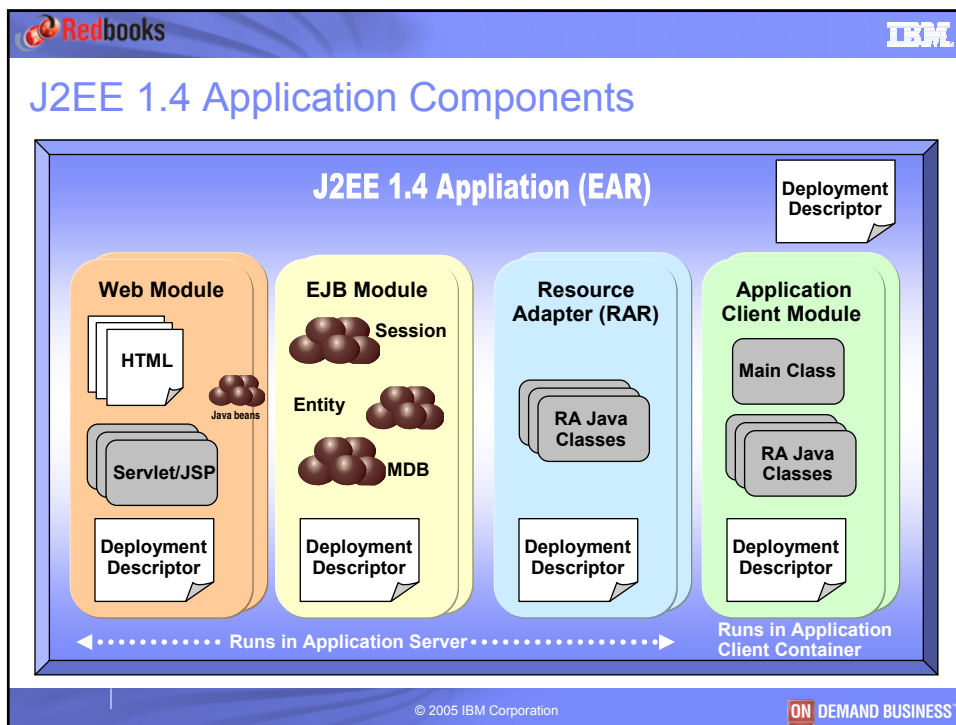 Redbooks
IBM.
J2EE 1.4 Application Components
J2EE 1.4 Appliation (EAR)
Deployment
Descriptor
Web Module
HTML
Java beans
Servlet/JSP
Deployment
Descriptor
EJB Module
Session
Entity
MDB
Deployment
Descriptor
Resource
Adapter (RAR)
RA Java
Classes
Deployment
Descriptor
Application
Client Module
Main Class
RA Java
Classes
Deployment
Descriptor
Runs in Application Server
Runs in Application
Client Container
© 2005 IBM Corporation
ON DEMAND BUSINESS™